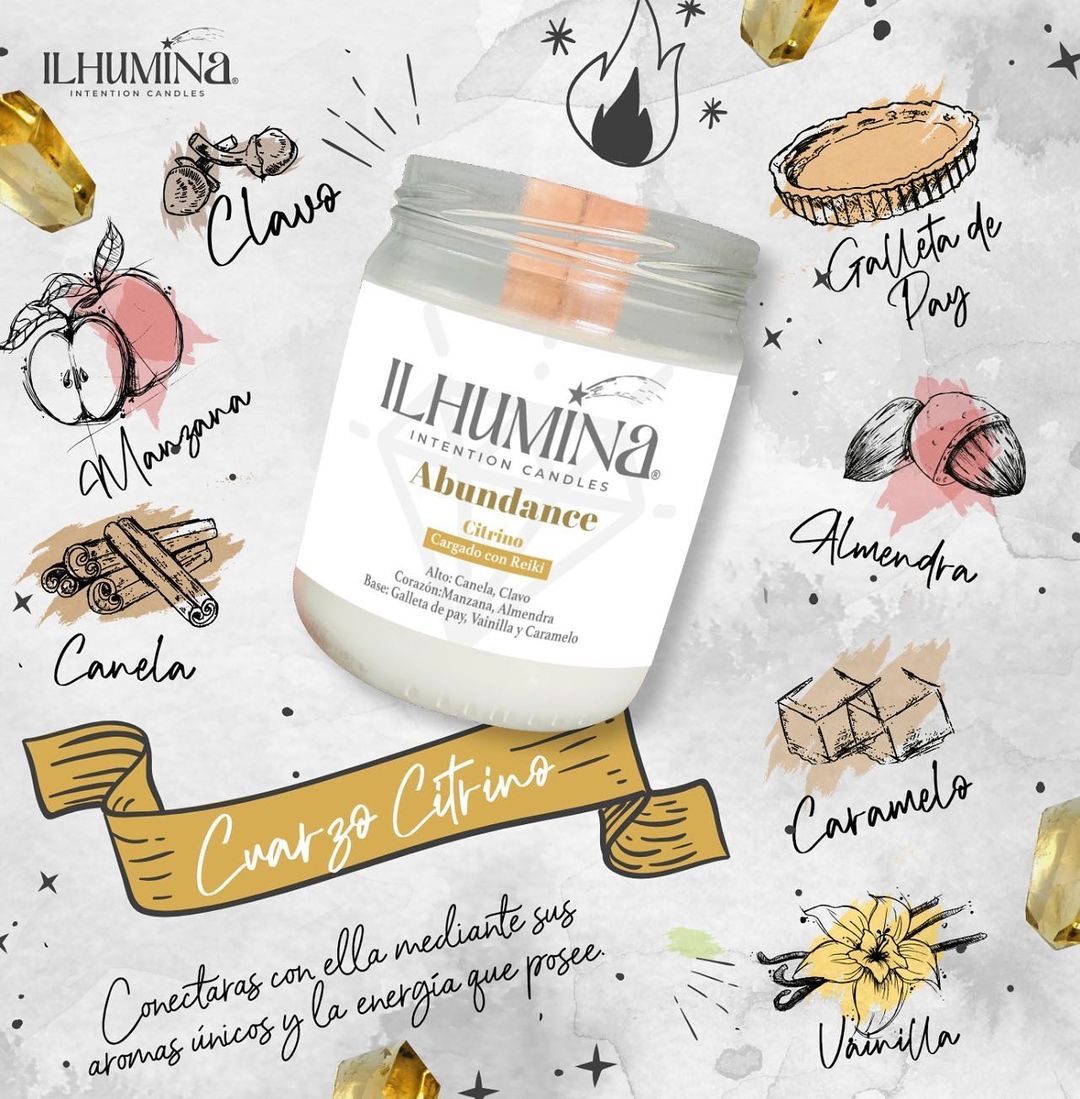 ILHUMINa®
INTENTION CANDLES
Clavo
Manzana
Canela
ILHUMINa®
INTENTION CANDLES
Abundance
Citrino
Cargado con Reiki
Alto: Canela, Clavo
Corazón:Manzana, Almendra
Base: Galleta de pay, Vainilla y Caramelo
Galleta de
Pay
Almendra
Caramelo
Vainilla
Cuarzo Citrino
Conectaras con ella mediante sus
aromas únicos y la energía que posee.